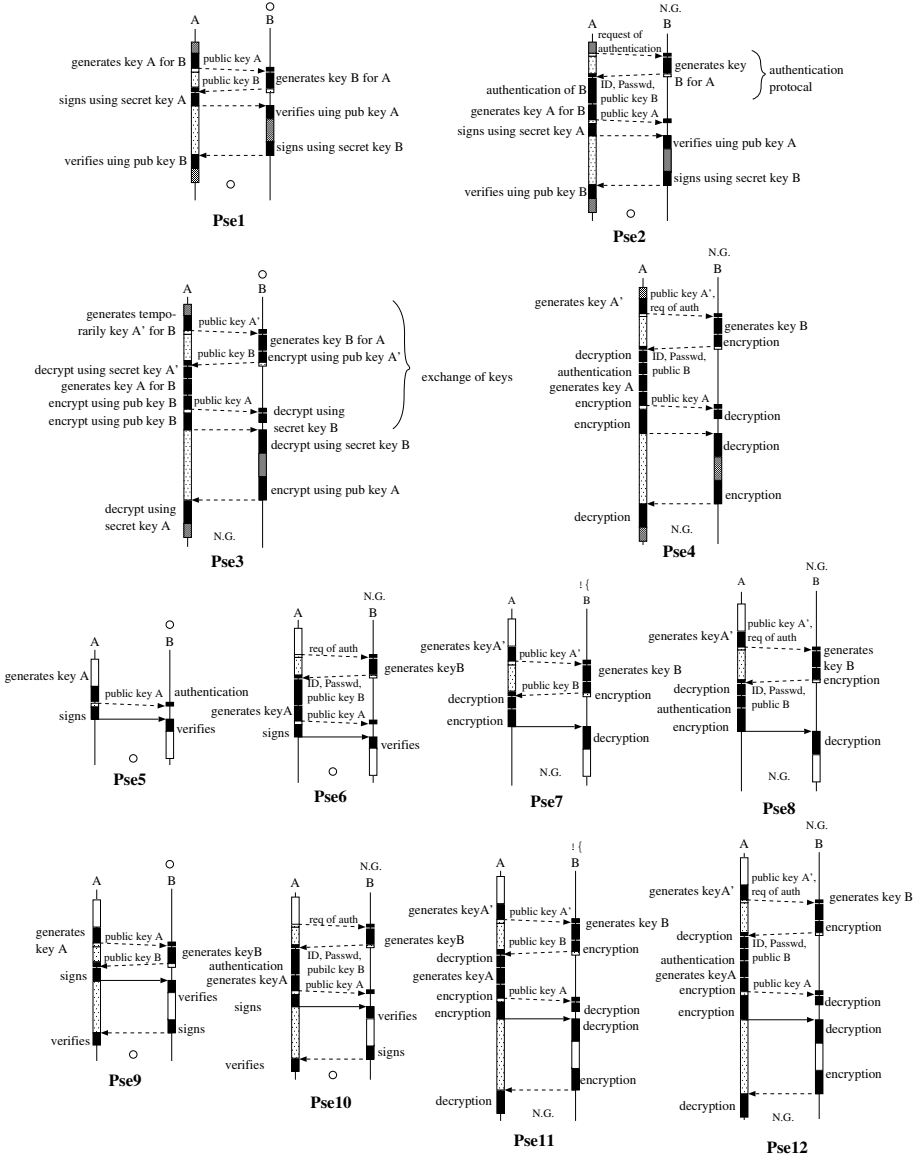 A
B
generates key A for B
public key A
generates key B for A
public key B
signs using secret key A
verifies uing pub key A
signs using secret key B
verifies uing pub key B
Pse1
N.G.
A
B
request of
authentication
generates key
B for A
authentication
protocal
authentication of B
ID, Passwd,
public key B
generates key A for B
public key A
signs using secret key A
verifies uing pub key A
signs using secret key B
verifies uing pub key B
Pse2
A
B
generates tempo-
rarily key A' for B
public key A'
generates key B for A
encrypt using pub key A'
public key B
decrypt using secret key A'
generates key A for B
encrypt using pub key B
public key A
encrypt using pub key B
decrypt using
secret key B
decrypt using secret key B
exchange of keys
encrypt using pub key A
decrypt using
secret key A
N.G.
Pse3
N.G.
A
B
generates key A'
public key A',
req of auth
generates key B
encryption
decryption
ID, Passwd,
public B
authentication
generates key A
encryption
public key A
decryption
encryption
decryption
encryption
decryption
N.G.
Pse4
A
B
generates key A
public key A
authentication
signs
verifies
Pse5
N.G.
A
B
req of auth
generates keyB
ID, Passwd,
public key B
generates keyA
public key A
signs
verifies
Pse6
! {
A
B
generates keyA'
public key A'
generates key B
public key B
encryption
decryption
encryption
decryption
N.G.
Pse7
N.G.
A
B
generates keyA'
public key A',
req of auth
generates
key B
encryption
decryption
ID, Passwd,
public B
authentication
encryption
decryption
N.G.
Pse8
A
B
generates
key A
public key A
generates keyB
public key B
signs
verifies
signs
verifies
Pse9
N.G.
A
B
req of auth
generates keyB
authentication
ID, Passwd,
public key B
generates keyA
public key A
signs
verifies
signs
verifies
Pse10
! {
A
B
generates keyA'
public key A'
generates key B
public key B
encryption
decryption
generates keyA
encryption
public key A
decryption
encryption
decryption
encryption
decryption
N.G.
Pse11
N.G.
A
B
generates keyA'
public key A',
req of auth
generates key B
encryption
decryption
ID, Passwd,
public B
authentication
generates keyA
encryption
public key A
decryption
encryption
decryption
encryption
decryption
N.G.
Pse12